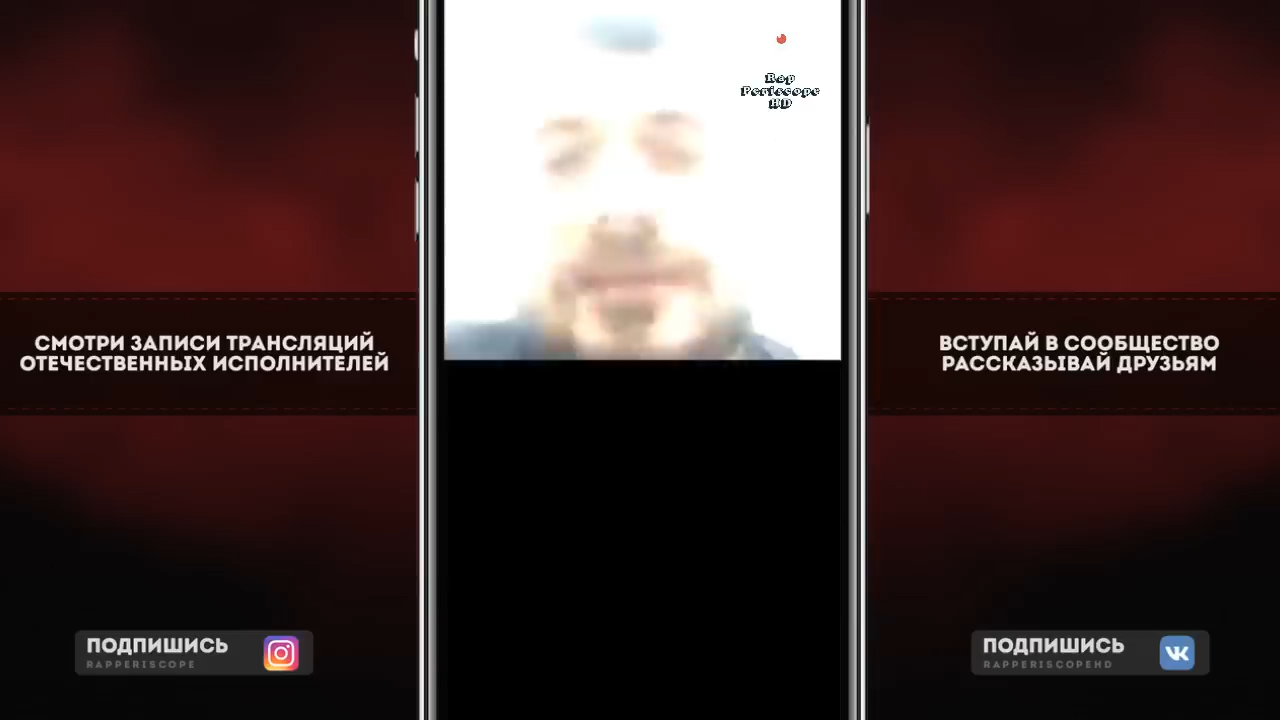 Rap
Periscope
HD
СМОТРИ ЗАПИСИ ТРАНСЛЯЦИЙ
ОТЕЧЕСТВЕННЫХ ИСПОЛНИТЕЛЕЙ
ВСТУПАЙ В СООБЩЕСТВО
РАССКАЗЫВАЙ ДРУЗЬЯМ
ПОДПИШИСЬ
RAPPERISCOPE
ПОДПИШИСЬ
RAPPERISCOPEHD